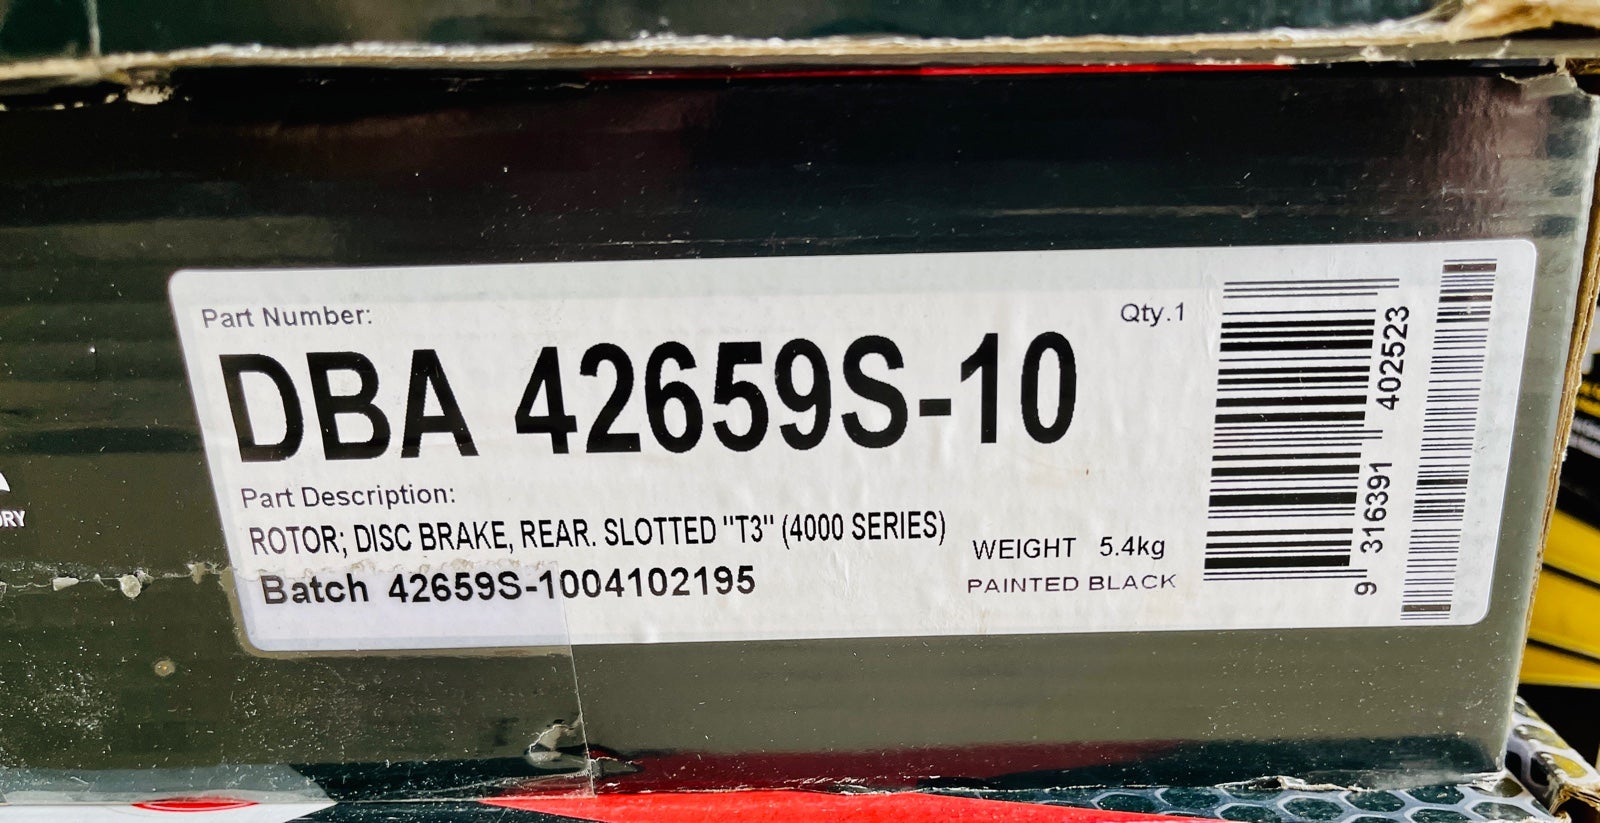 Part Number:
Qty.1
DBA 42659S-10
Part Description:
ROTOR; DISC BRAKE, REAR. SLOTTED "T3" (4000 SERIES)
WEIGHT 5.4kg
Batch 42659S-1004102195
PAINTED BLACK
9 316391 402523